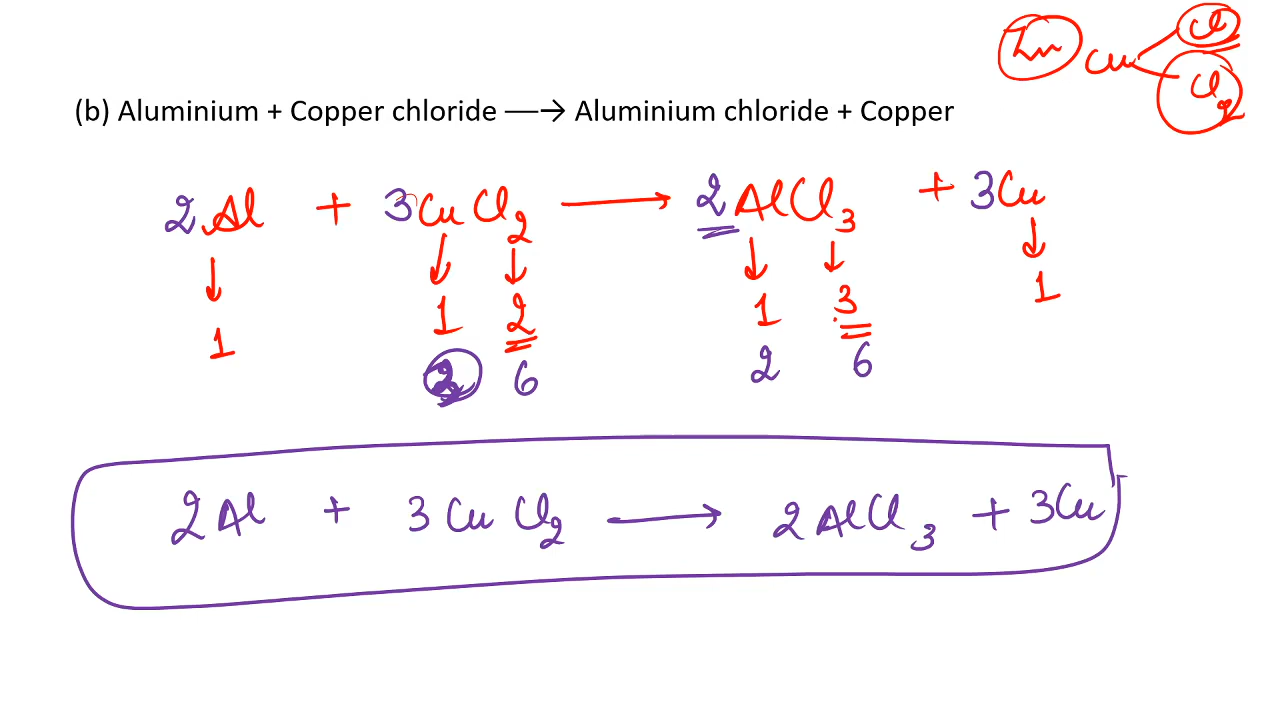 Zn Cu Cl
Cl2
(b) Aluminium + Copper chloride —→ Aluminium chloride + Copper
2Al + 3CuCl2 → 2AlCl3 + 3Cu
↓ ↓ ↓ ↓ ↓ ↓
1 1 2 1 3 1
6 2 6
2Al + 3CuCl2 → 2AlCl3 + 3Cu